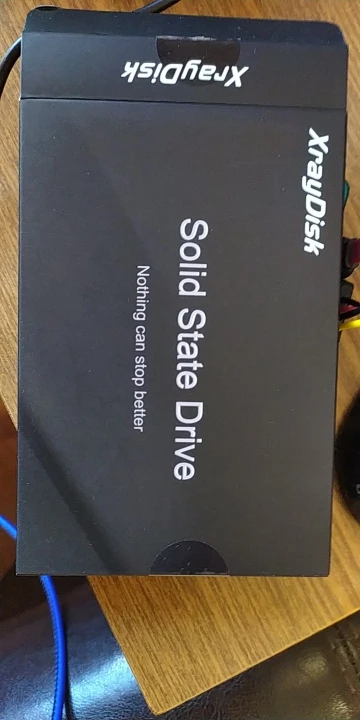 XrayDisk
XrayDisk
Solid State Drive
Nothing can stop better